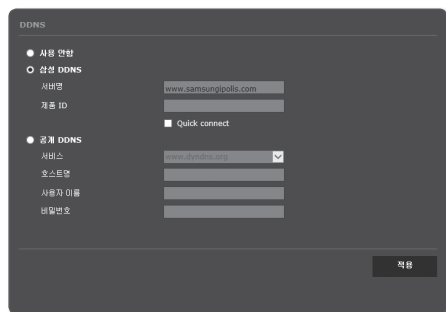 DDNS
사용 안함
삼성 DDNS
서버명 www.samsungipolis.com
제품 ID
Quick connect
공개 DDNS
서비스 www.dyndns.org
호스트명
사용자 이름
비밀번호
적용